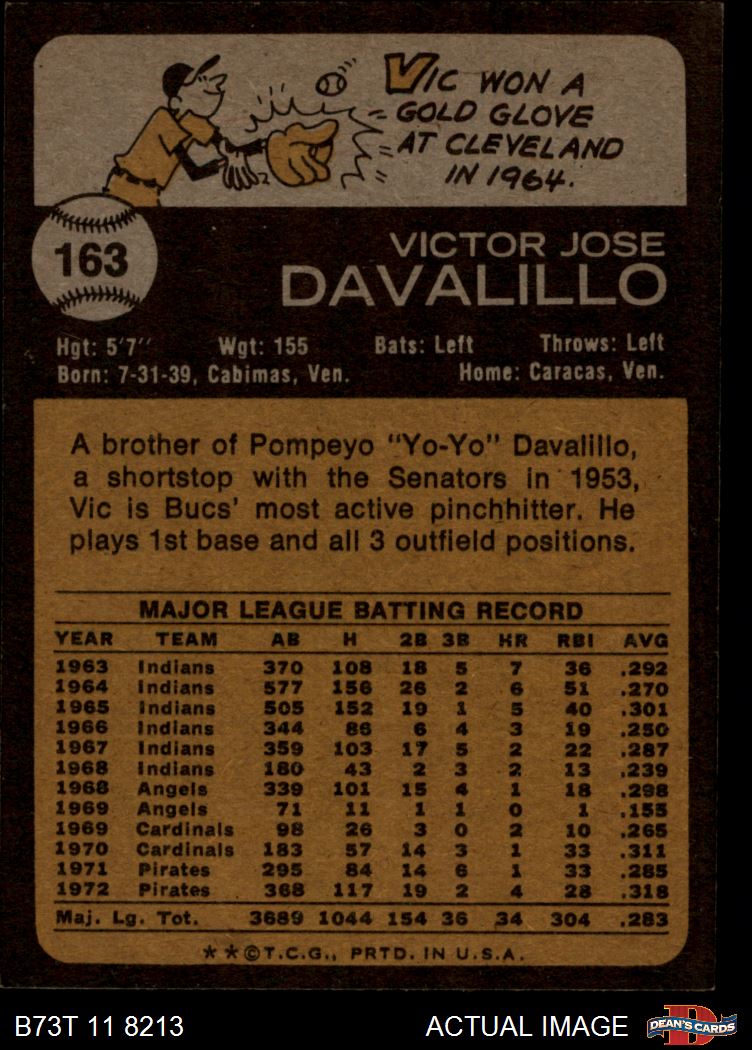 VIC WON A
GOLD GLOVE
AT CLEVELAND
IN 1964.
163
VICTOR JOSE
DAVALILLO
Hgt: 5'7" Wgt: 155 Bats: Left Throws: Left
Born: 7-31-39, Cabimas, Ven. Home: Caracas, Ven.
A brother of Pompeyo "Yo-Yo" Davalillo,
a shortstop with the Senators in 1953,
Vic is Bucs' most active pinchhitter. He
plays 1st base and all 3 outfield positions.
MAJOR LEAGUE BATTING RECORD
YEAR TEAM AB H 2B 3B HR RBI AVG
1963 Indians 370 108 18 5 7 36 .292
1964 Indians 577 156 26 2 6 51 .270
1965 Indians 505 152 19 1 5 40 .301
1966 Indians 344 86 6 4 3 19 .250
1967 Indians 359 103 17 5 2 22 .287
1968 Indians 180 43 2 3 2 13 .239
1968 Angels 339 101 15 4 1 18 .298
1969 Angels 71 11 1 1 0 1 .155
1969 Cardinals 98 26 3 0 2 10 .265
1970 Cardinals 183 57 14 3 1 33 .311
1971 Pirates 295 84 14 6 1 33 .285
1972 Pirates 368 117 19 2 4 28 .318
Maj. Lg. Tot. 3689 1044 154 36 34 304 .283
**©T.C.G., PRTD. IN U.S.A.
B73T 11 8213 ACTUAL IMAGE
D
DEAN'S CARDS